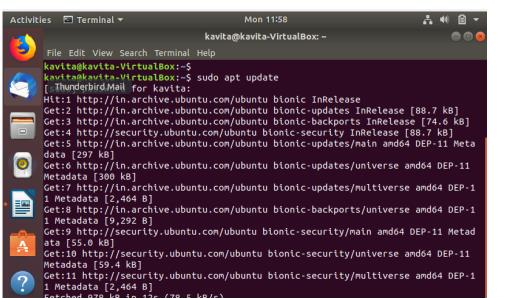 Activities Terminal Mon 11:58
kavita@kavita-VirtualBox: ~
File Edit View Search Terminal Help
kavita@kavita-VirtualBox:~$
kavita@kavita-VirtualBox:~$ sudo apt update
Thunderbird Mail for kavita:
Hit:1 http://in.archive.ubuntu.com/ubuntu bionic InRelease
Get:2 http://in.archive.ubuntu.com/ubuntu bionic-updates InRelease [88.7 kB]
Get:3 http://in.archive.ubuntu.com/ubuntu bionic-backports InRelease [74.6 kB]
Get:4 http://security.ubuntu.com/ubuntu bionic-security InRelease [88.7 kB]
Get:5 http://in.archive.ubuntu.com/ubuntu bionic-updates/main amd64 DEP-11 Meta
data [297 kB]
Get:6 http://in.archive.ubuntu.com/ubuntu bionic-updates/universe amd64 DEP-11
Metadata [300 kB]
Get:7 http://in.archive.ubuntu.com/ubuntu bionic-updates/multiverse amd64 DEP-1
1 Metadata [2,464 B]
Get:8 http://in.archive.ubuntu.com/ubuntu bionic-backports/universe amd64 DEP-1
1 Metadata [9,292 B]
Get:9 http://security.ubuntu.com/ubuntu bionic-security/main amd64 DEP-11 Metad
ata [55.0 kB]
Get:10 http://security.ubuntu.com/ubuntu bionic-security/universe amd64 DEP-11
Metadata [59.4 kB]
Get:11 http://security.ubuntu.com/ubuntu bionic-security/multiverse amd64 DEP-1
1 Metadata [2,464 B]
Fetched 978 kB in 12s (78.5 kB/s)